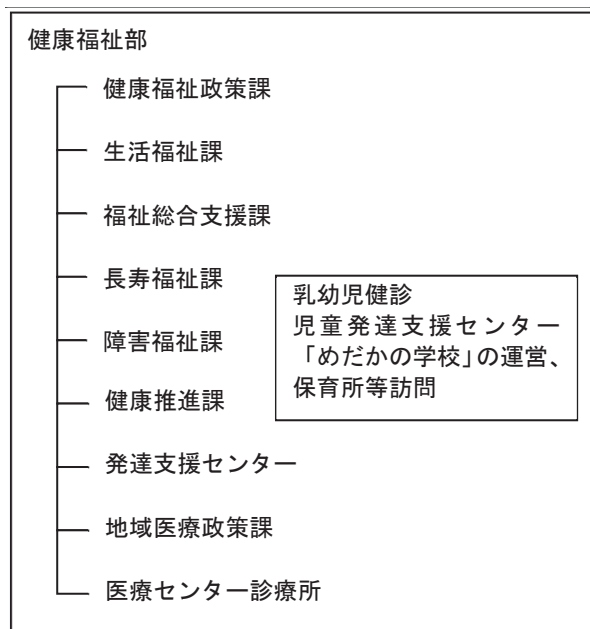 健康福祉部
健康福祉政策課
生活福祉課
福祉総合支援課
長寿福祉課
障害福祉課
健康推進課
発達支援センター
地域医療政策課
医療センター診療所
乳幼児健診
児童発達支援センター
「めだかの学校」の運営、
保育所等訪問